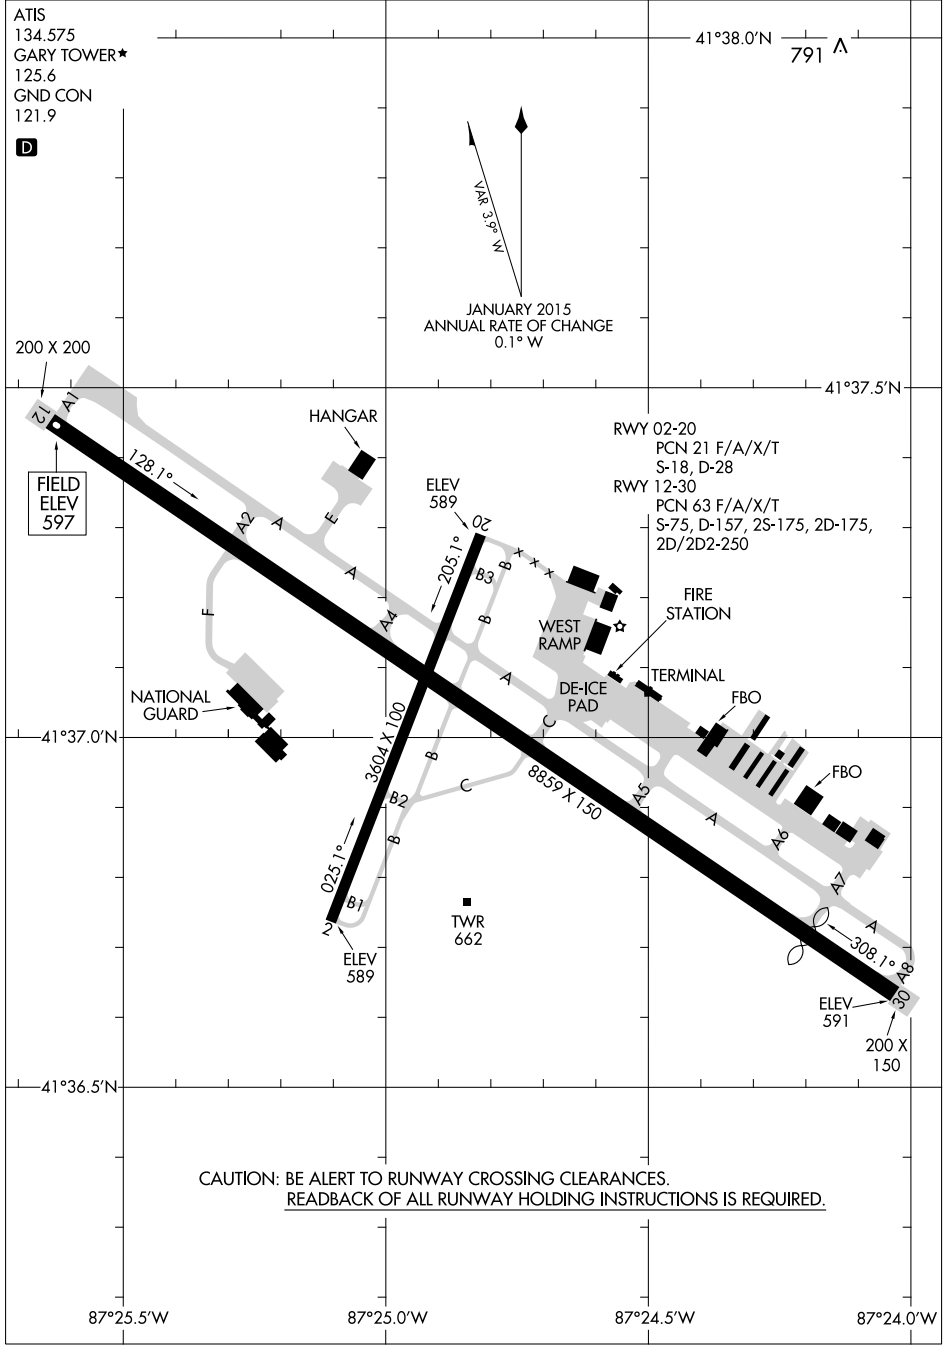 ATIS
134.575
GARY TOWER★
125.6
GND CON
121.9
D
41°38.0'N
791
VAR 3.9° W
JANUARY 2015
ANNUAL RATE OF CHANGE
0.1° W
200 X 200
41°37.5'N
A1
12
HANGAR
RWY 02-20
PCN 21 F/A/X/T
S-18, D-28
RWY 12-30
PCN 63 F/A/X/T
S-75, D-157, 2S-175, 2D-175,
2D/2D2-250
128.1°
FIELD
ELEV
597
ELEV
589
20
A2
A
E
205.1°
B
x x x
B3
A
F
A4
B
FIRE
STATION
WEST
RAMP
A
TERMINAL
NATIONAL
GUARD
DE-ICE
PAD
FBO
C
41°37.0'N
3604 X 100
B
8859 X 150
C
FBO
B2
A5
A
B
A6
025.1°
A7
B1
2
TWR
662
A
308.1°
ELEV
589
A8
30
ELEV
591
200 X
150
41°36.5'N
CAUTION: BE ALERT TO RUNWAY CROSSING CLEARANCES.
READBACK OF ALL RUNWAY HOLDING INSTRUCTIONS IS REQUIRED.
87°25.5'W
87°25.0'W
87°24.5'W
87°24.0'W